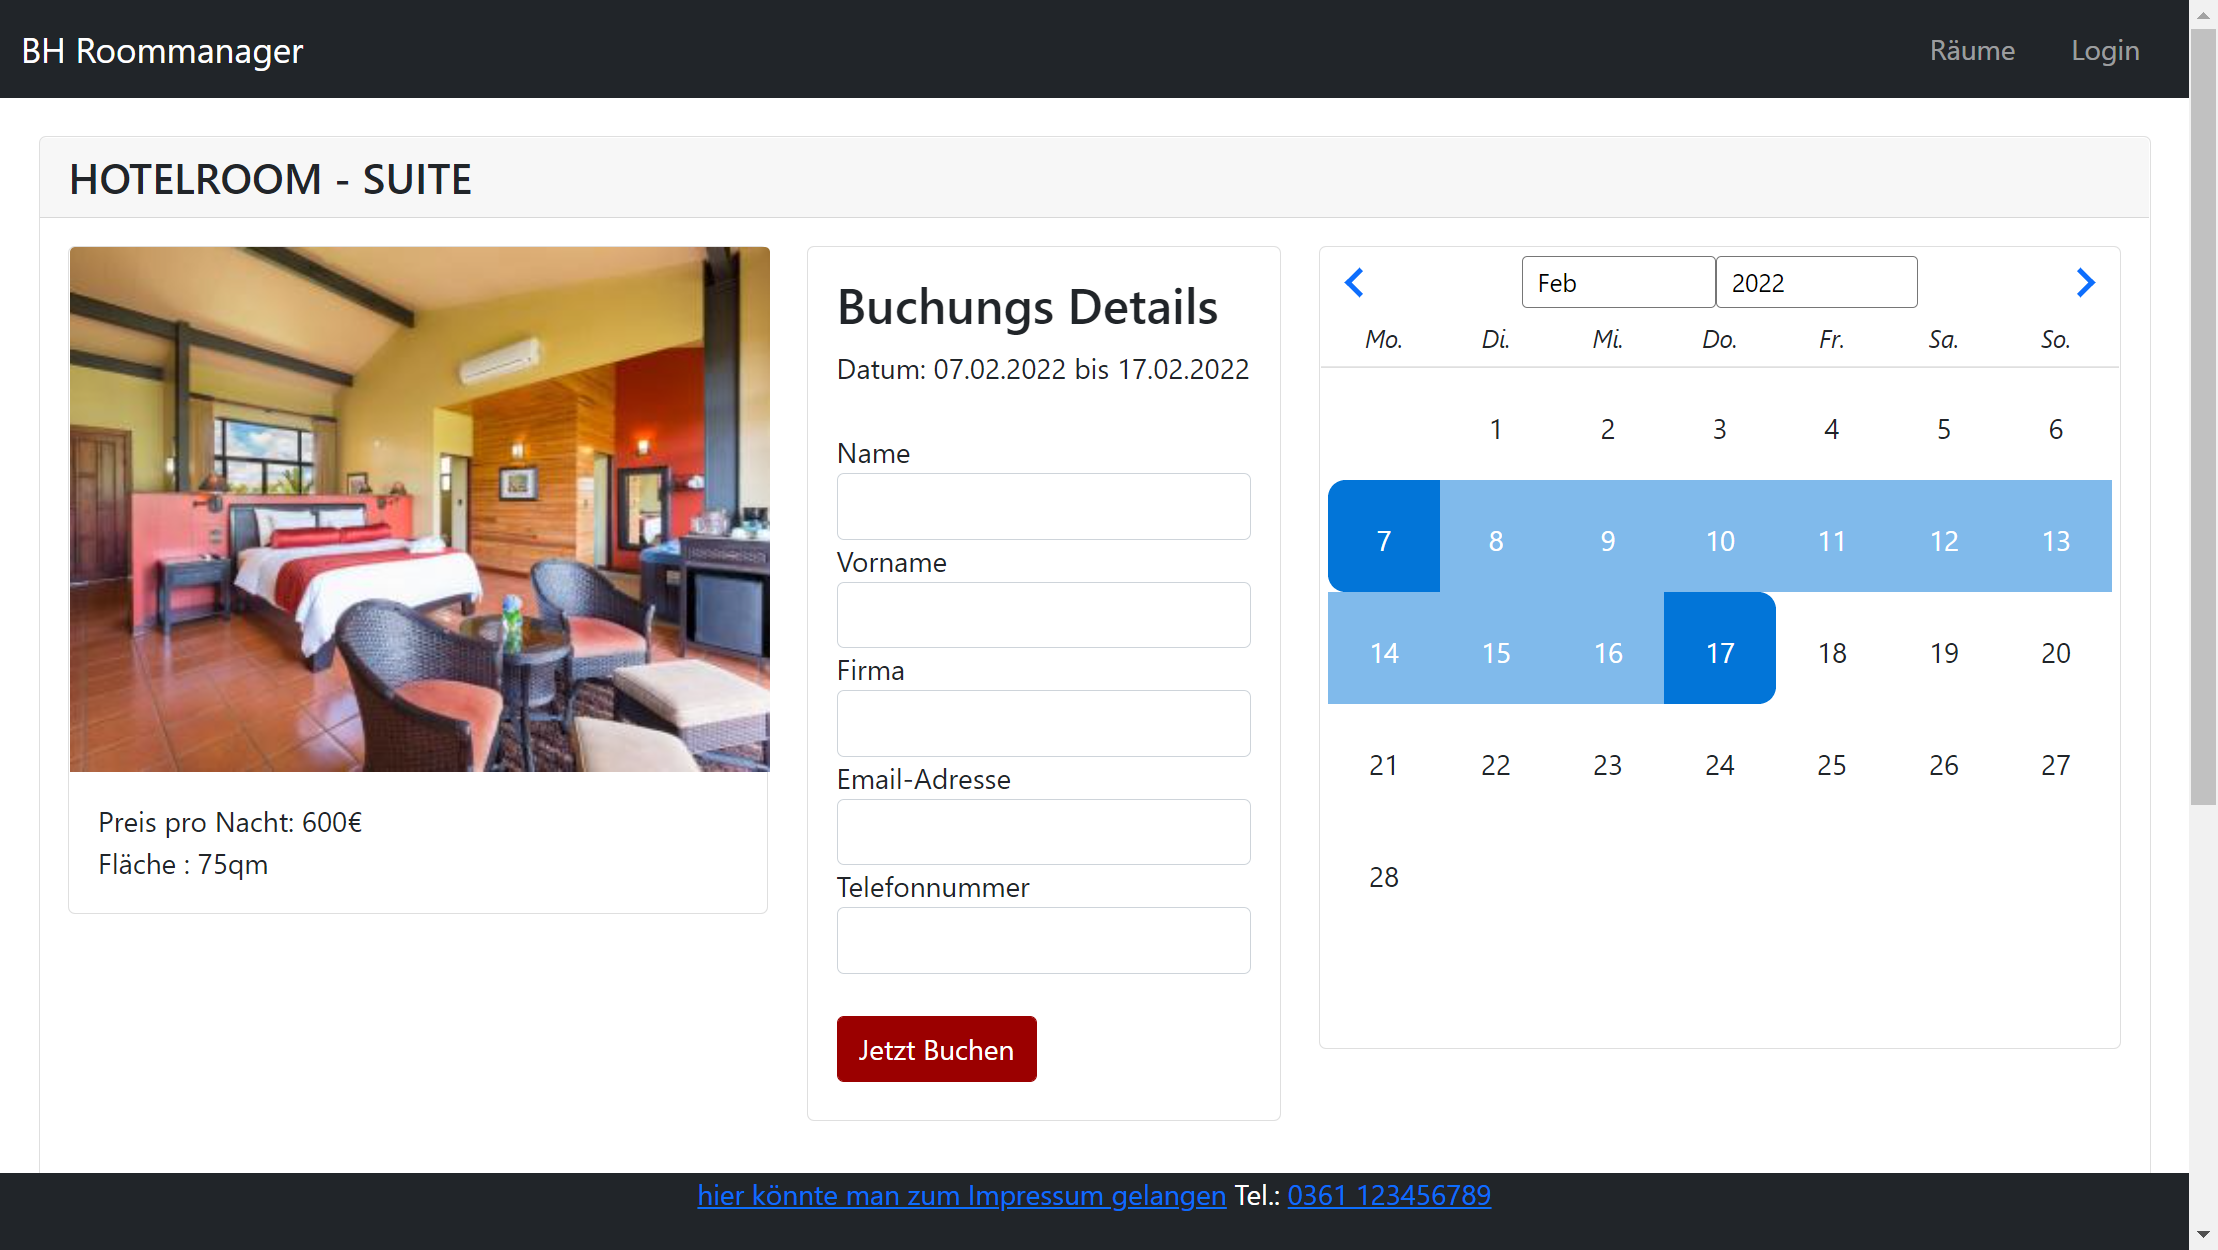 BH Roommanager
Räume Login
HOTELROOM - SUITE
Preis pro Nacht: 600€
Fläche : 75qm
Buchungs Details
Datum: 07.02.2022 bis 17.02.2022
Name
Vorname
Firma
Email-Adresse
Telefonnummer
Jetzt Buchen
Feb 2022
Mo. Di. Mi. Do. Fr. Sa. So.
1 2 3 4 5 6
7 8 9 10 11 12 13
14 15 16 17 18 19 20
21 22 23 24 25 26 27
28
hier könnte man zum Impressum gelangen Tel.: 0361 123456789